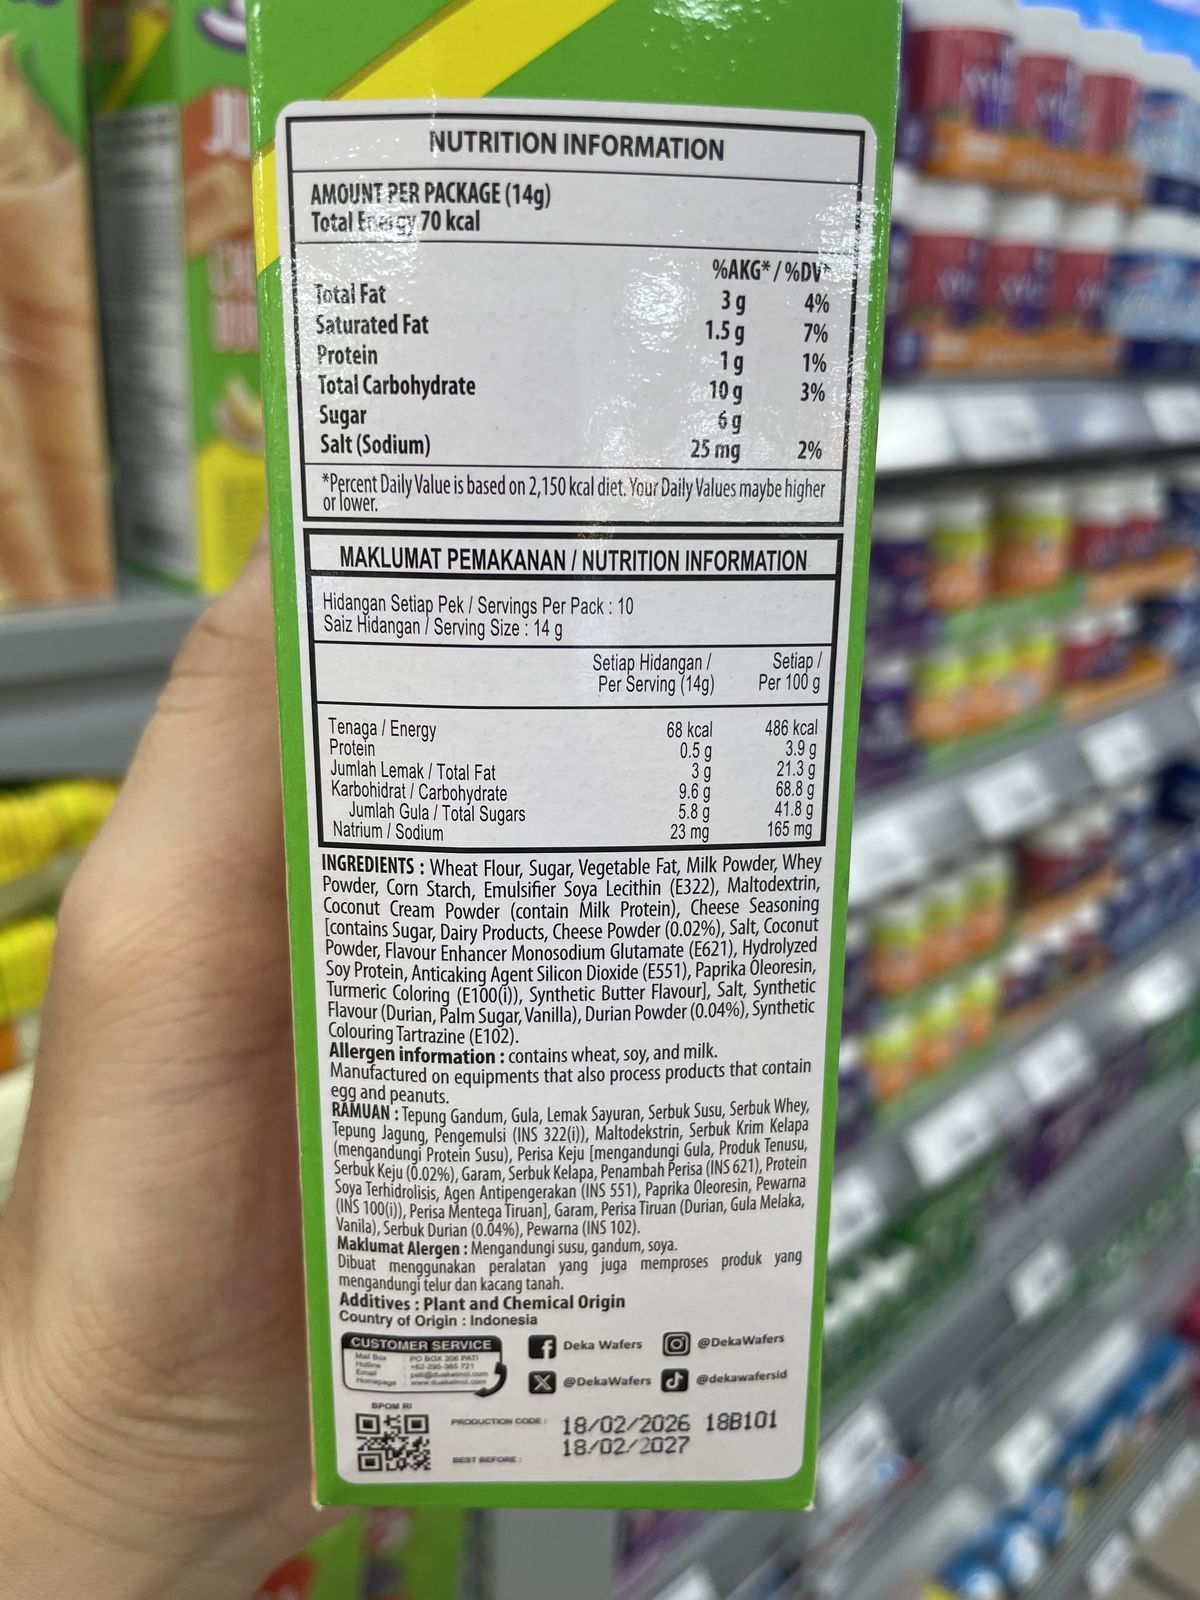 NUTRITION INFORMATION
AMOUNT PER PACKAGE (14g)
Total Energy 70 kcal
%AKG* / %DV*
Total Fat 3 g 4%
Saturated Fat 1.5 g 7%
Protein 1 g 1%
Total Carbohydrate 10 g 3%
Sugar 6 g
Salt (Sodium) 25 mg 2%
*Percent Daily Value is based on 2,150 kcal diet. Your Daily Values maybe higher
or lower.
MAKLUMAT PEMAKANAN / NUTRITION INFORMATION
Hidangan Setiap Pek / Servings Per Pack : 10
Saiz Hidangan / Serving Size : 14 g
Setiap Hidangan / Setiap /
Per Serving (14g) Per 100 g
Tenaga / Energy 68 kcal 486 kcal
Protein 0.5 g 3.9 g
Jumlah Lemak / Total Fat 3 g 21.3 g
Karbohidrat / Carbohydrate 9.6 g 68.8 g
Jumlah Gula / Total Sugars 5.8 g 41.8 g
Natrium / Sodium 23 mg 165 mg
INGREDIENTS : Wheat Flour, Sugar, Vegetable Fat, Milk Powder, Whey
Powder, Corn Starch, Emulsifier Soya Lecithin (E322), Maltodextrin,
Coconut Cream Powder (contain Milk Protein), Cheese Seasoning
[contains Sugar, Dairy Products, Cheese Powder (0.02%), Salt, Coconut
Powder, Flavour Enhancer Monosodium Glutamate (E621), Hydrolyzed
Soy Protein, Anticaking Agent Silicon Dioxide (E551), Paprika Oleoresin,
Turmeric Coloring (E100(i)), Synthetic Butter Flavour], Salt, Synthetic
Flavour (Durian, Palm Sugar, Vanilla), Durian Powder (0.04%), Synthetic
Colouring Tartrazine (E102).
Allergen information : contains wheat, soy, and milk.
Manufactured on equipments that also process products that contain
egg and peanuts.
RAMUAN : Tepung Gandum, Gula, Lemak Sayuran, Serbuk Susu, Serbuk Whey,
Tepung Jagung, Pengemulsi (INS 322(i)), Maltodekstrin, Serbuk Krim Kelapa
(mengandungi Protein Susu), Perisa Keju [mengandungi Gula, Produk Tenusu,
Serbuk Keju (0.02%), Garam, Serbuk Kelapa, Penambah Perisa (INS 621), Protein
Soya Terhidrolisis, Agen Antipengerakan (INS 551), Paprika Oleoresin, Pewarna
(INS 100(i)), Perisa Mentega Tiruan], Garam, Perisa Tiruan (Durian, Gula Melaka,
Vanila), Serbuk Durian (0.04%), Pewarna (INS 102).
Maklumat Alergen : Mengandungi susu, gandum, soya.
Dibuat menggunakan peralatan yang juga memproses produk yang
mengandungi telur dan kacang tanah.
Additives : Plant and Chemical Origin
Country of Origin : Indonesia
CUSTOMER SERVICE
Mail Box : PO BOX 206 PATI
Hotline : +62-295-385 721
Email
Homepage : www.duakelinci.com
Deka Wafers @DekaWafers
@DekaWafers @dekawafersid
BPOM RI
PRODUCTION CODE : 18/02/2026 18B101
BEST BEFORE : 18/02/2027